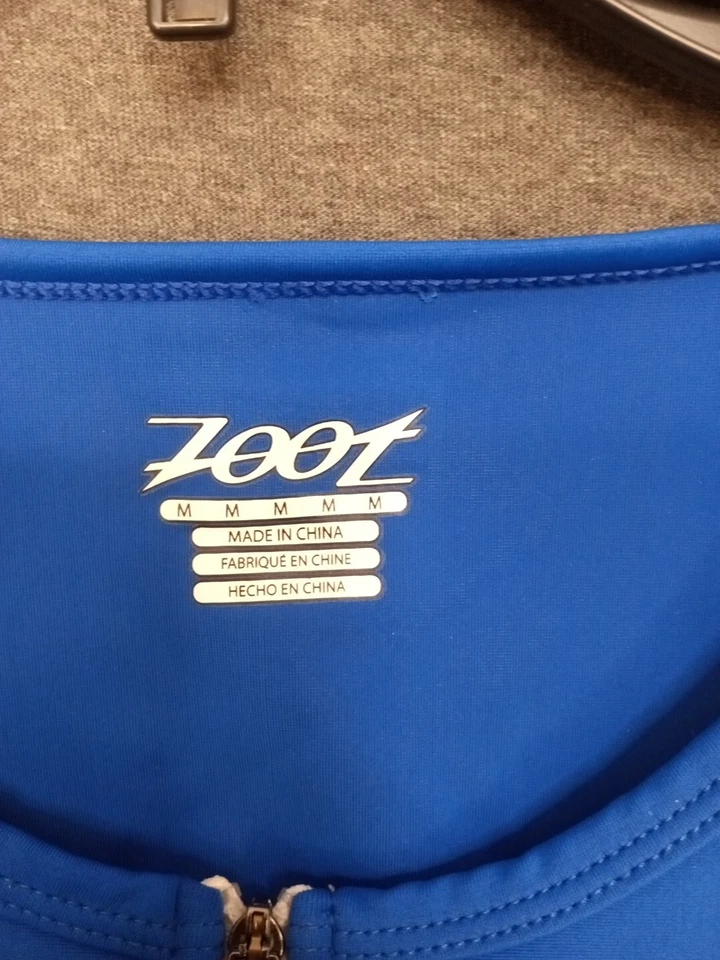 ZOOT
M M M M M
MADE IN CHINA
FABRIQUÉ EN CHINE
HECHO EN CHINA